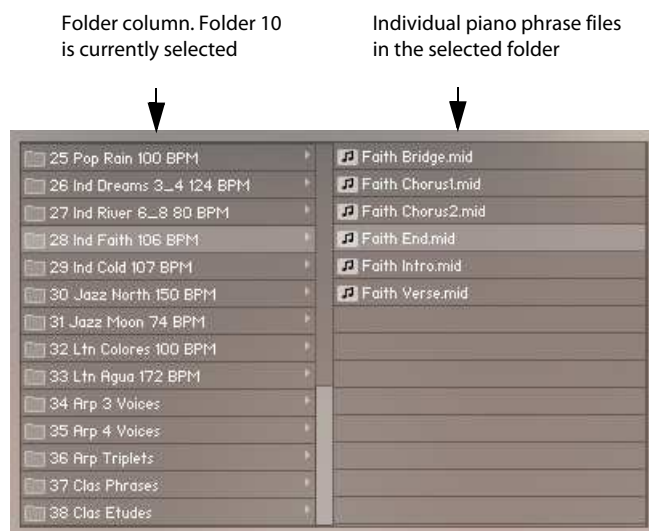 Folder column. Folder 10
is currently selected
Individual piano phrase files
in the selected folder
25 Pop Rain 100 BPM
26 Ind Dreams 3_4 124 BPM
27 Ind River 6_8 80 BPM
28 Ind Faith 106 BPM
29 Ind Cold 107 BPM
30 Jazz North 150 BPM
31 Jazz Moon 74 BPM
32 Ltn Colores 100 BPM
33 Ltn Agua 172 BPM
34 Arp 3 Voices
35 Arp 4 Voices
36 Arp Triplets
37 Clas Phrases
38 Clas Etudes
Faith Bridge.mid
Faith Chorus1.mid
Faith Chorus2.mid
Faith End.mid
Faith Intro.mid
Faith Verse.mid